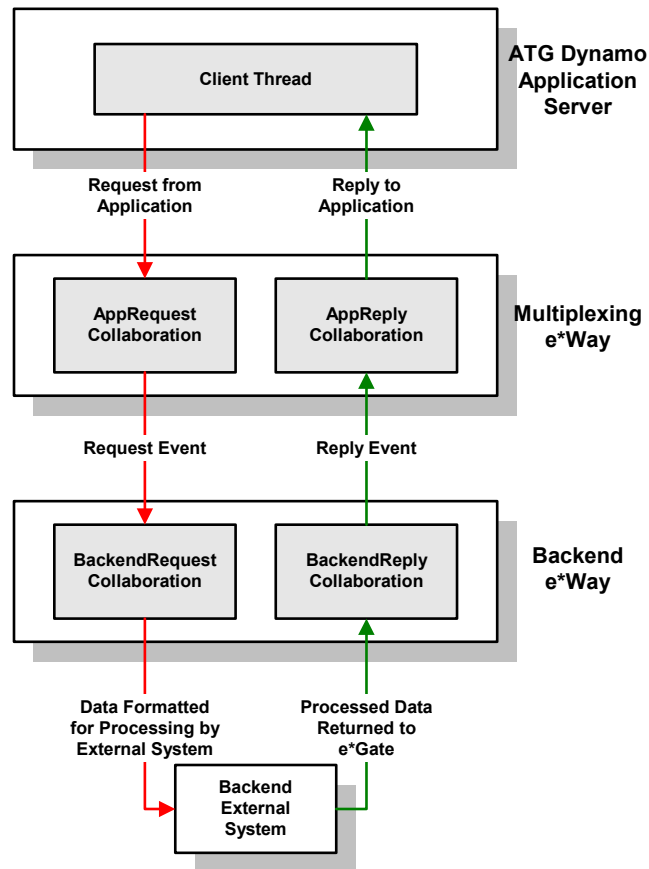 ATG Dynamo
Application
Server
Client Thread
Request from
Application
Reply to
Application
Multiplexing
e*Way
AppRequest
Collaboration
AppReply
Collaboration
Request Event
Reply Event
Backend
e*Way
BackendRequest
Collaboration
BackendReply
Collaboration
Data Formatted
for Processing by
External System
Processed Data
Returned to
e*Gate
Backend
External
System